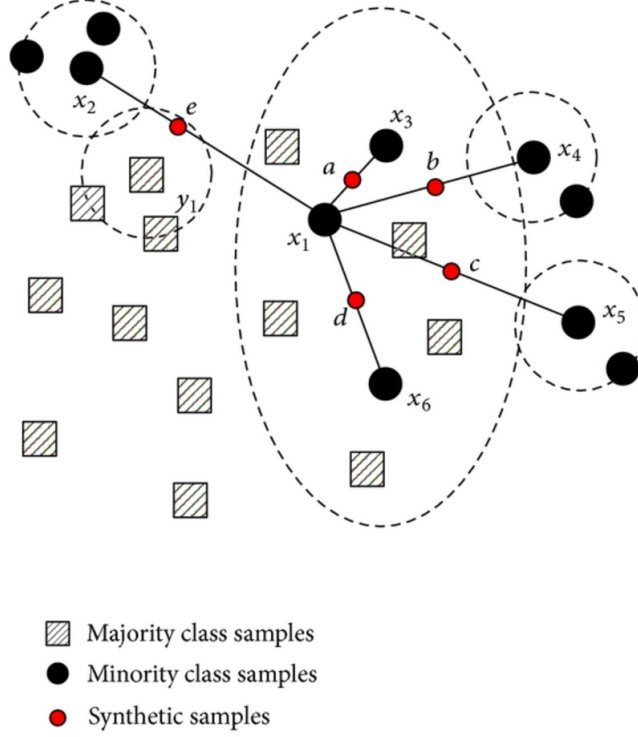 e
x3
x4
x2
a
b
y1
x1
c
x5
d
x6
Majority class samples
Minority class samples
Synthetic samples